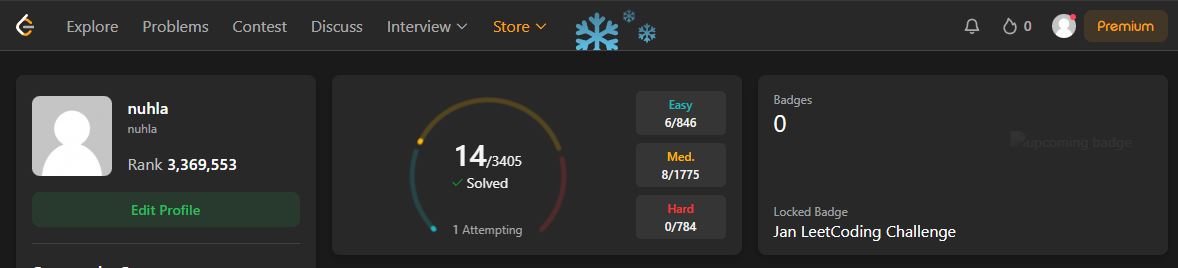 Explore Problems Contest Discuss Interview Store 0 Premium
nuhla
nuhla
Rank 3,369,553
Edit Profile
14/3405
Solved
1 Attempting
Easy
6/846
Med.
8/1775
Hard
0/784
Badges
0
upcoming badge
Locked Badge
Jan LeetCoding Challenge